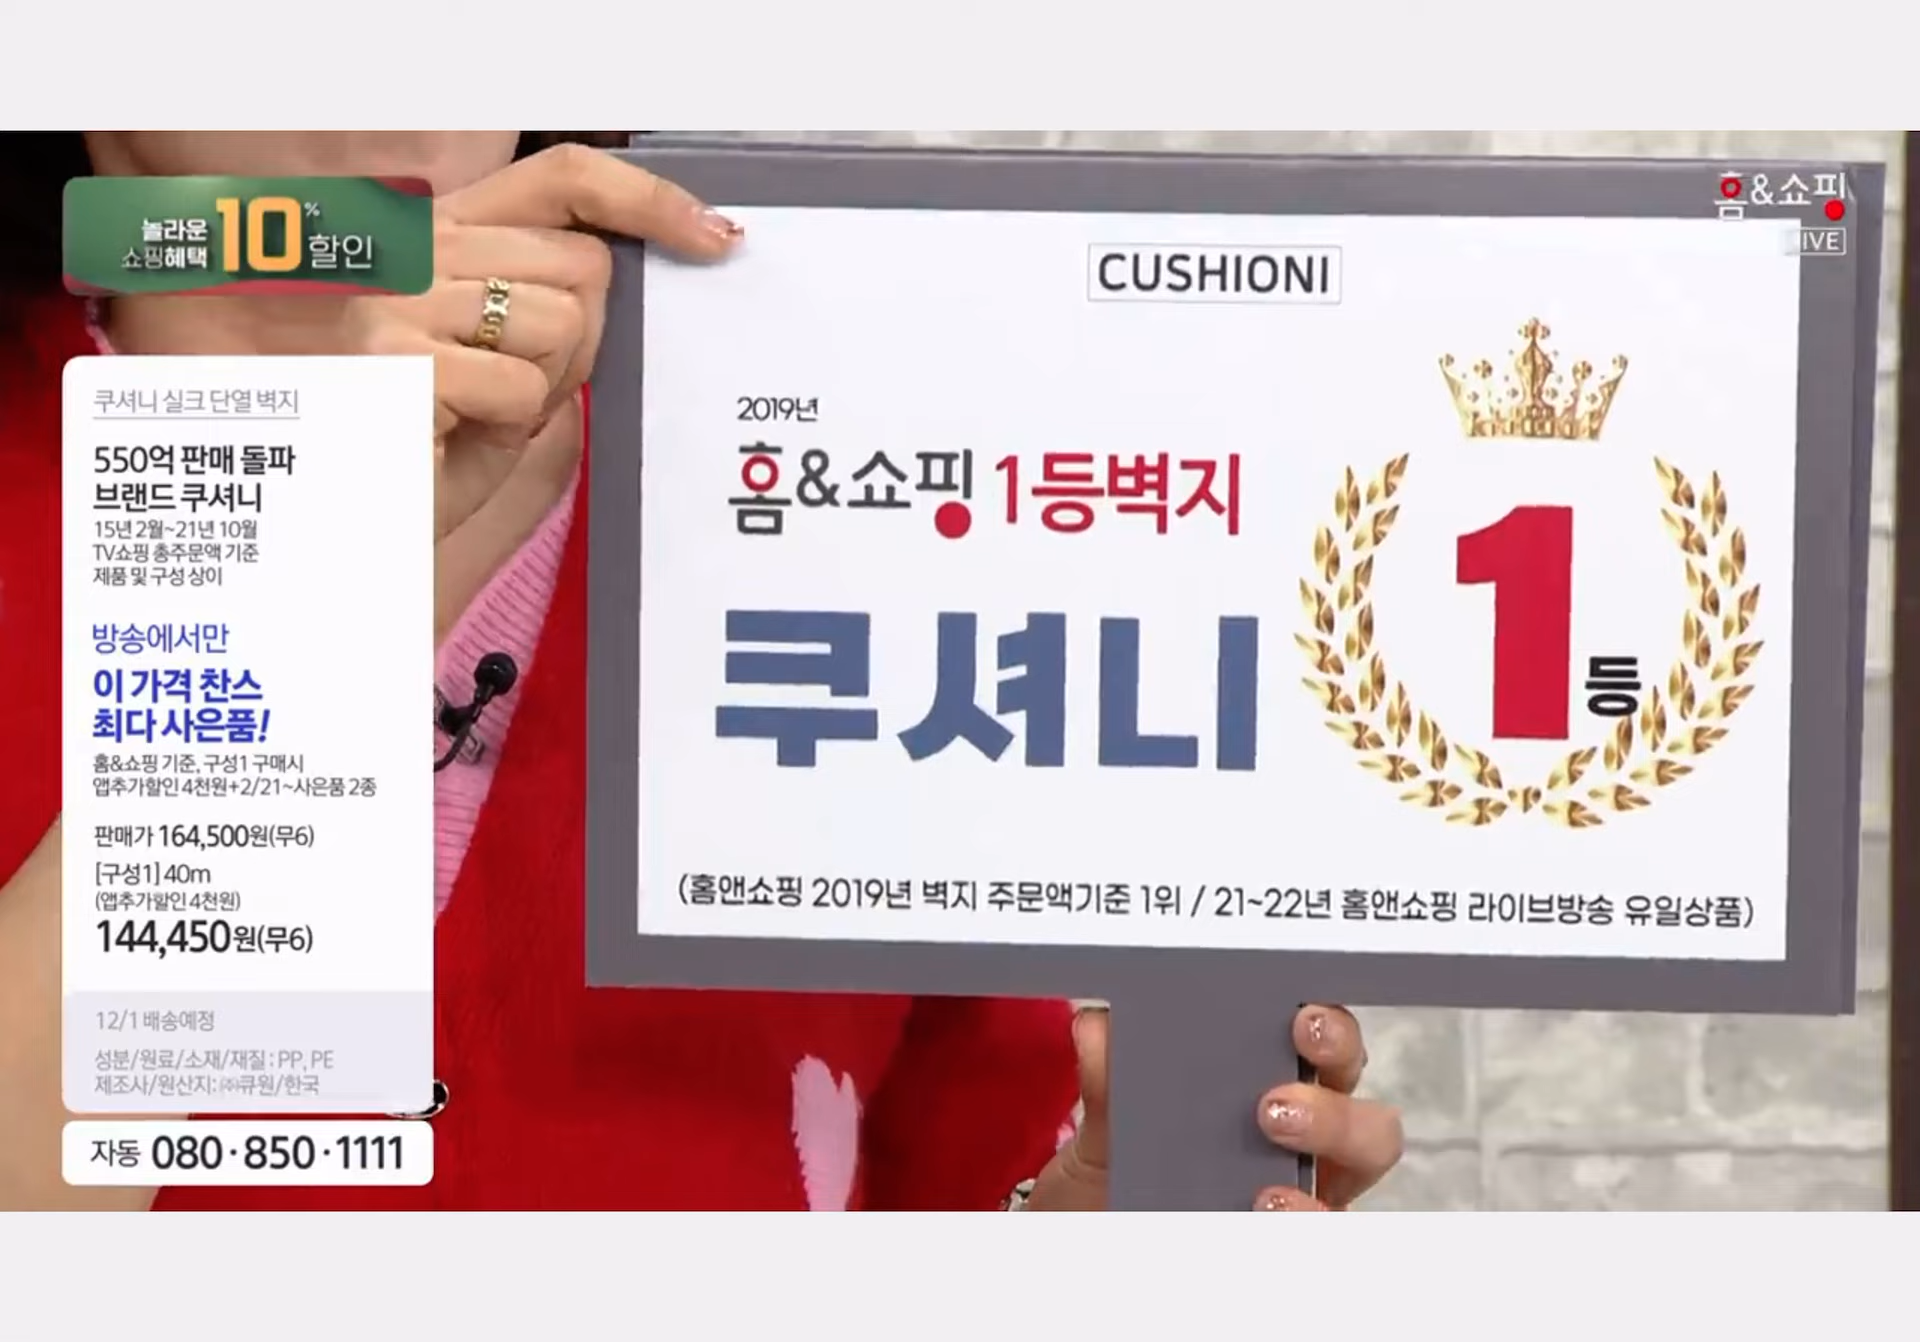 놀라운
쇼핑혜택 10% 할인
쿠셔니 실크 단열 벽지
550억 판매 돌파
브랜드 쿠셔니
15년 2월~21년 10월
TV쇼핑 총주문액 기준
제품 및 구성 상이
방송에서만
이 가격 찬스
최다 사은품!
홈&쇼핑 기준, 구성1 구매시
앱추가할인 4천원+2/21~사은품 2종
판매가 164,500원(무6)
[구성1] 40m
(앱추가할인 4천원)
144,450원(무6)
12/1 배송예정
성분/원료/소재/재질 : PP, PE
제조사/원산지: ㈜큐원/한국
자동 080·850·1111
홈&쇼핑
LIVE
CUSHIONI
2019년
홈&쇼핑 1등벽지
쿠셔니
1등
(홈앤쇼핑 2019년 벽지 주문액기준 1위 / 21~22년 홈앤쇼핑 라이브방송 유일상품)